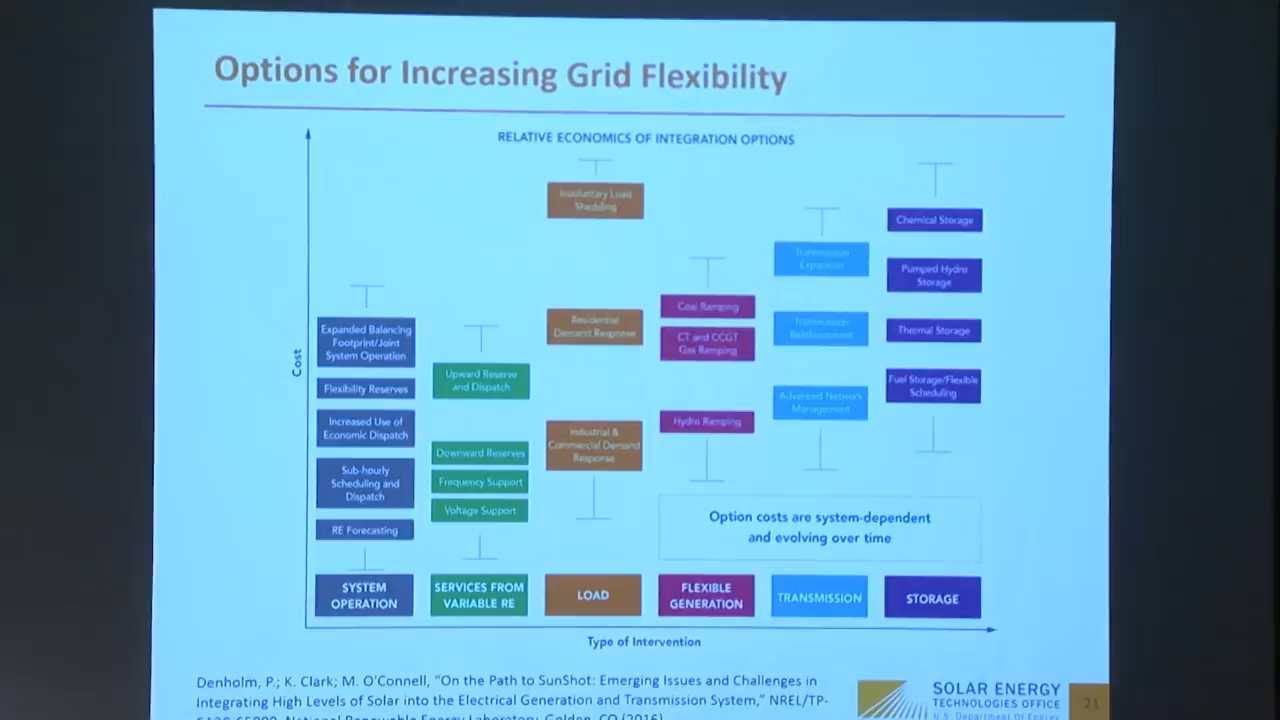 Options for Increasing Grid Flexibility
RELATIVE ECONOMICS OF INTEGRATION OPTIONS
Cost
Expanded Balancing
Footprint/Joint
System Operation
Flexibility Reserves
Increased Use of
Economic Dispatch
Sub-hourly
Scheduling and
Dispatch
RE Forecasting
SYSTEM
OPERATION
Upward Reserve
and Dispatch
Downward Reserves
Frequency Support
Voltage Support
SERVICES FROM
VARIABLE RE
Involuntary Load
Shedding
Residential
Demand Response
Industrial &
Commercial Demand
Response
LOAD
Coal Ramping
CT and CCGT
Gas Ramping
Hydro Ramping
FLEXIBLE
GENERATION
Transmission
Expansion
Transmission
Reinforcement
Advanced Network
Management
TRANSMISSION
Chemical Storage
Pumped Hydro
Storage
Thermal Storage
Fuel Storage/Flexible
Scheduling
STORAGE
Option costs are system-dependent
and evolving over time
Type of Intervention
Denholm, P.; K. Clark; M. O'Connell, "On the Path to SunShot: Emerging Issues and Challenges in
Integrating High Levels of Solar into the Electrical Generation and Transmission System," NREL/TP-
National Renewable Energy Laboratory, Golden, CO (2016)
SOLAR ENERGY
TECHNOLOGIES OFFICE
U.S. Department Of Energy
21